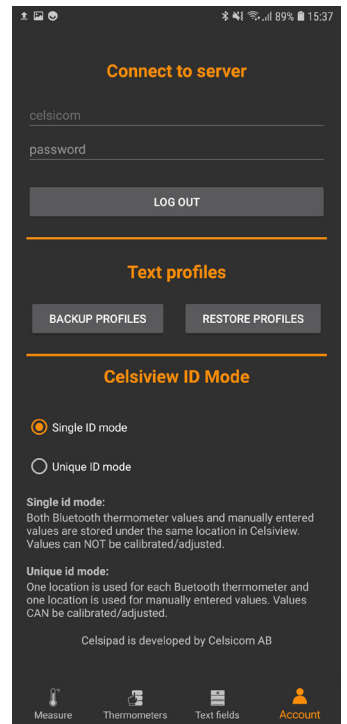 89% 15:37
Connect to server
celsicom
password
LOG OUT
Text profiles
BACKUP PROFILES RESTORE PROFILES
Celsiview ID Mode
Single ID mode
Unique ID mode
Single id mode:
Both Bluetooth thermometer values and manually entered
values are stored under the same location in Celsiview.
Values can NOT be calibrated/adjusted.
Unique id mode:
One location is used for each Buetooth thermometer and
one location is used for manually entered values. Values
CAN be calibrated/adjusted.
Celsipad is developed by Celsicom AB
Measure Thermometers Text fields Account